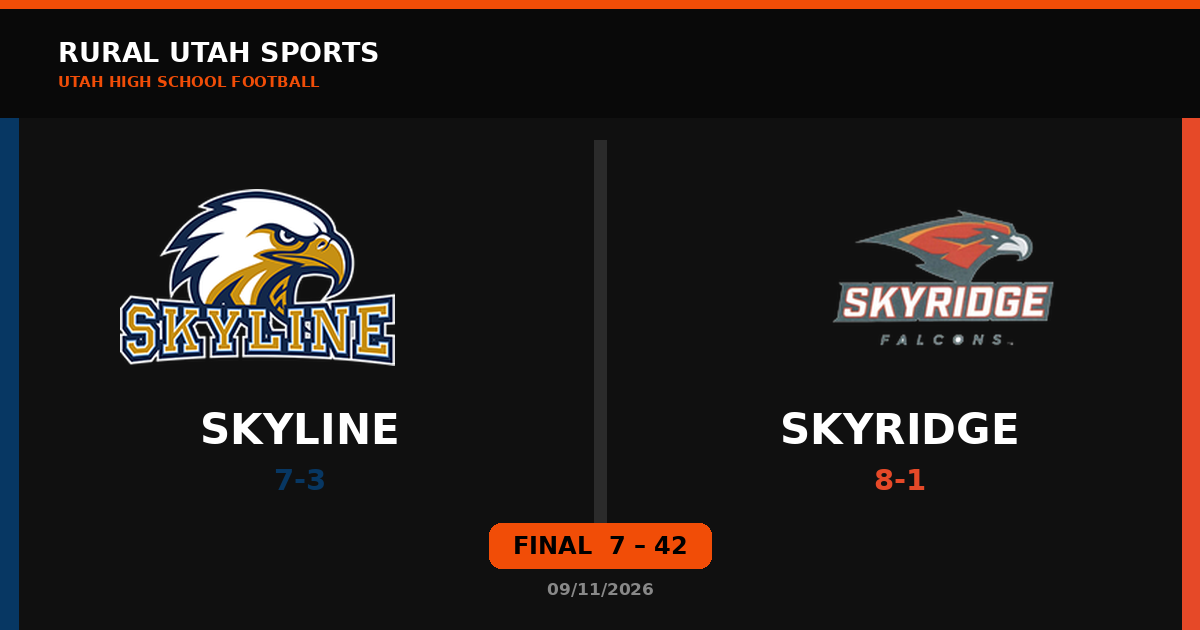 RURAL UTAH SPORTS
UTAH HIGH SCHOOL FOOTBALL
SKYLINE
SKYRIDGE
FALCONS
SKYLINE
SKYRIDGE
7-3
8-1
FINAL 7 – 42
09/11/2026